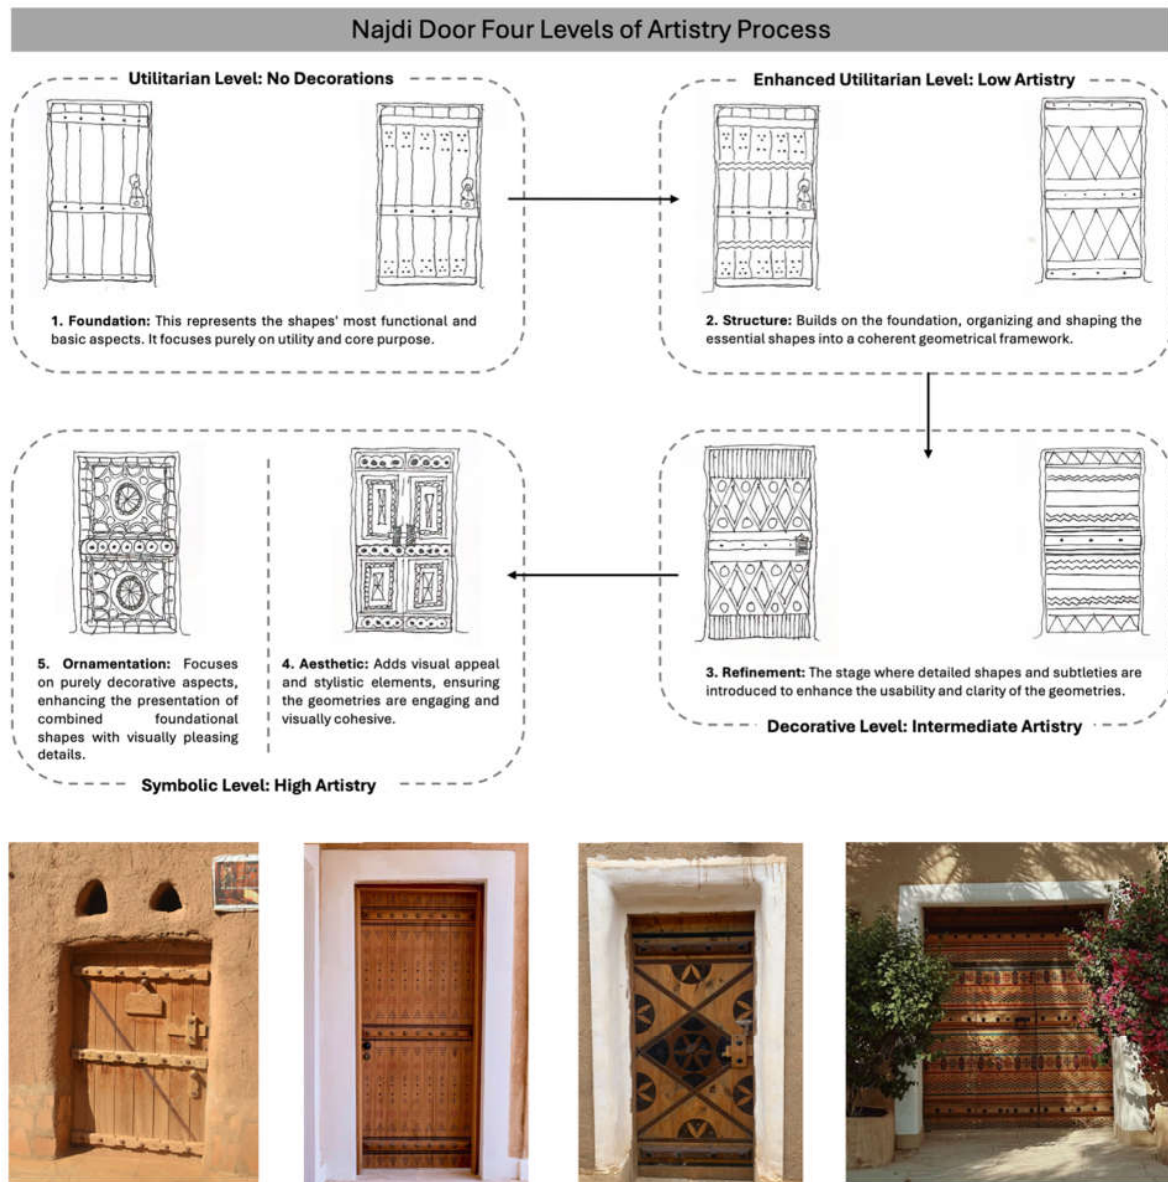 Najdi Door Four Levels of Artistry Process
Utilitarian Level: No Decorations
1. Foundation: This represents the shapes' most functional and
basic aspects. It focuses purely on utility and core purpose.
Enhanced Utilitarian Level: Low Artistry
2. Structure: Builds on the foundation, organizing and shaping the
essential shapes into a coherent geometrical framework.
3. Refinement: The stage where detailed shapes and subtleties are
introduced to enhance the usability and clarity of the geometries.
Decorative Level: Intermediate Artistry
4. Aesthetic: Adds visual appeal
and stylistic elements, ensuring
the geometries are engaging and
visually cohesive.
5. Ornamentation: Focuses
on purely decorative aspects,
enhancing the presentation of
combined foundational
shapes with visually pleasing
details.
Symbolic Level: High Artistry